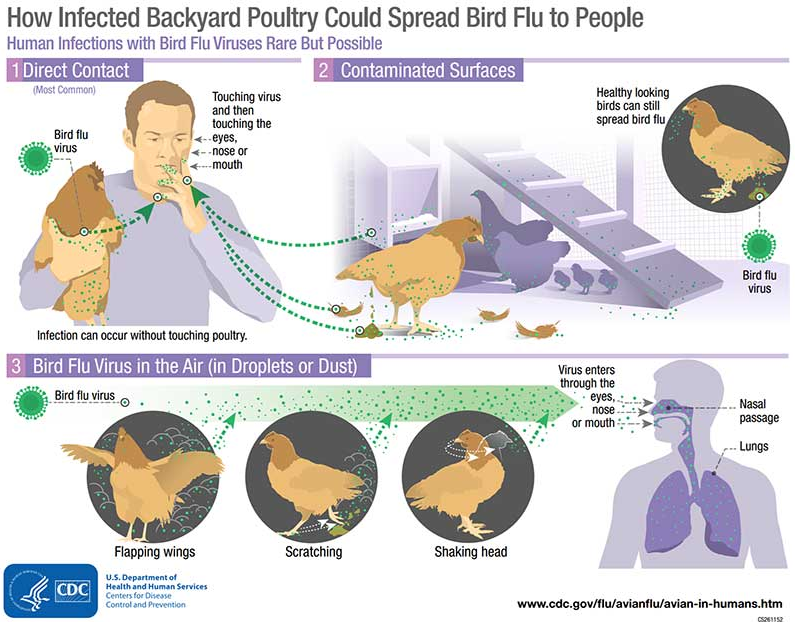 How Infected Backyard Poultry Could Spread Bird Flu to People
Human Infections with Bird Flu Viruses Rare But Possible
1 Direct Contact
(Most Common)
Bird flu
virus
Touching virus
and then
touching the
eyes,
nose or
mouth
Infection can occur without touching poultry.
2 Contaminated Surfaces
Healthy looking
birds can still
spread bird flu
Bird flu
virus
3 Bird Flu Virus in the Air (in Droplets or Dust)
Bird flu virus
Flapping wings
Scratching
Shaking head
Virus enters
through the
eyes,
nose
or mouth
Nasal
passage
Lungs
CDC
U.S. Department of
Health and Human Services
Centers for Disease
Control and Prevention
www.cdc.gov/flu/avianflu/avian-in-humans.htm
CS261152